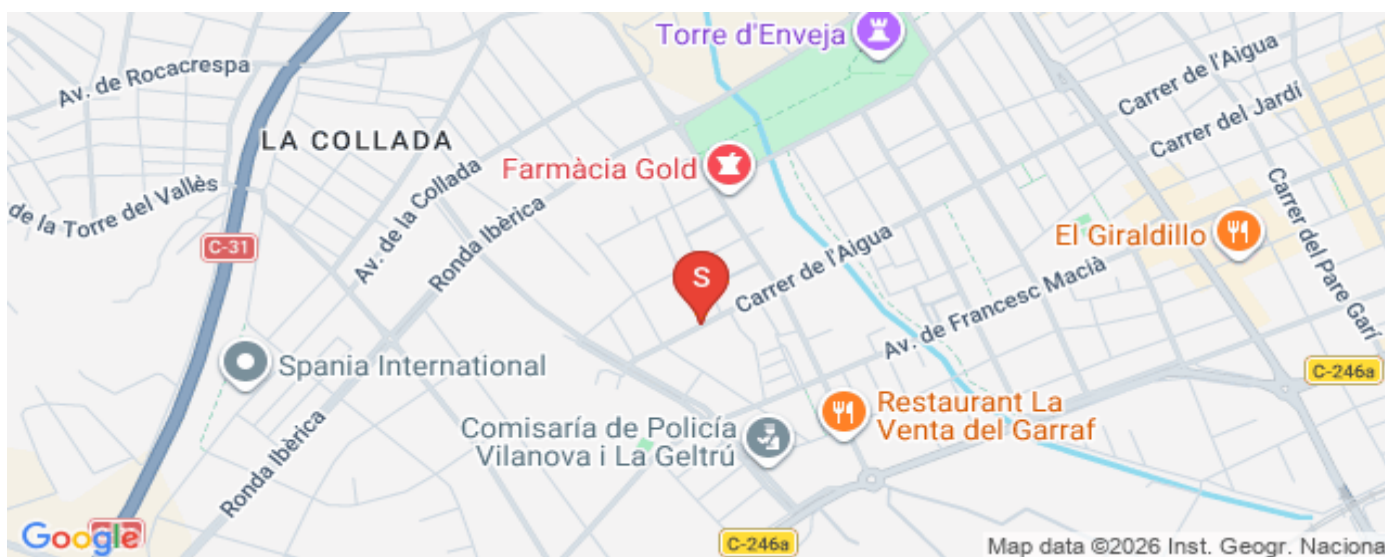 Torre d'Enveja
Av. de Rocacrespa
LA COLLADA
Carrer de l'Aigua
Carrer del Jardí
Farmàcia Gold
de la Torre del Vallès
Av. de la Collada
Ronda Ibèrica
C-31
S
Carrer de l'Aigua
El Giraldillo
Carrer del Pare Garí
Av. de Francesc Macià
Spania International
C-246a
Restaurant La
Venta del Garraf
Comisaría de Policía
Vilanova i La Geltrú
Ronda Ibèrica
Google
C-246a
Map data ©2026 Inst. Geogr. Naciona